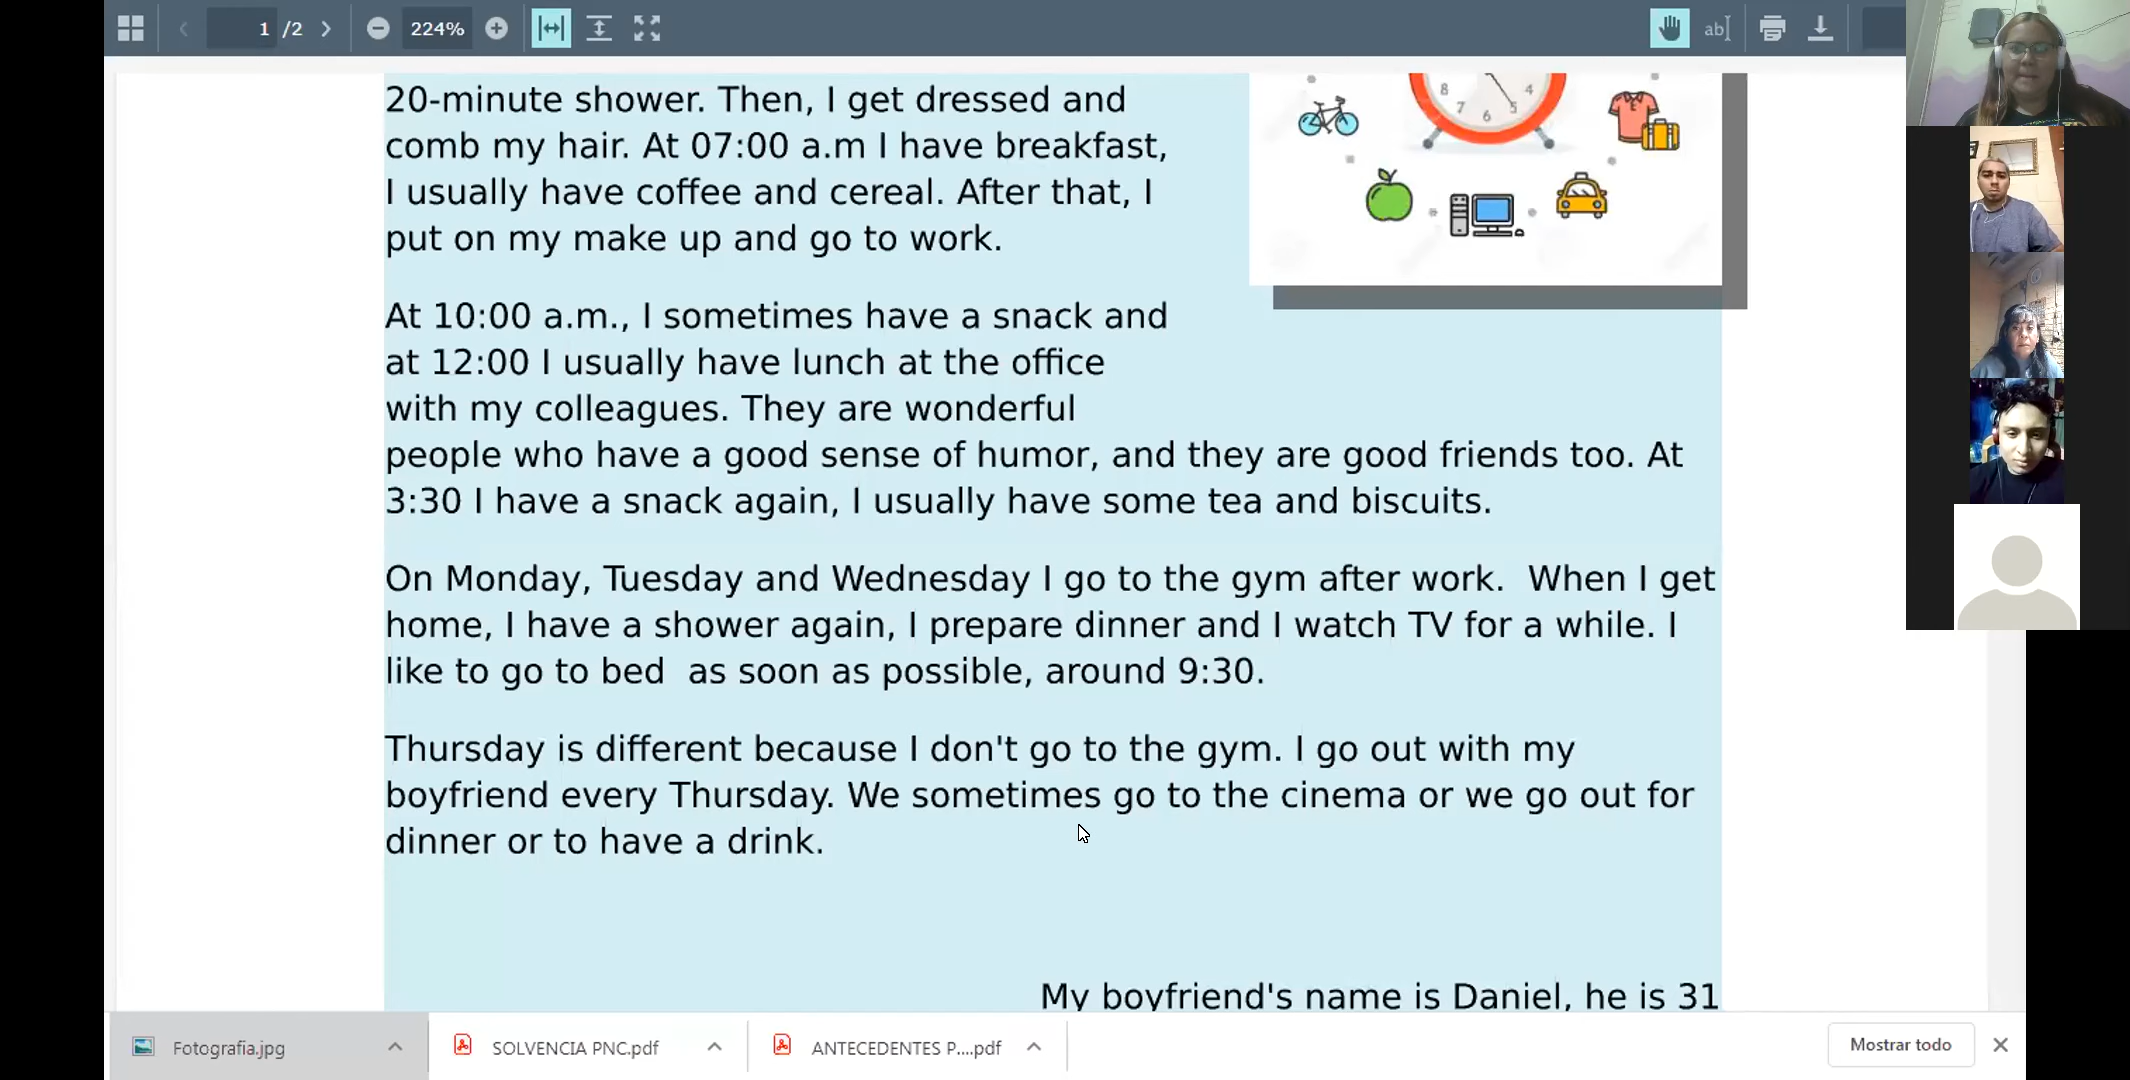 1 /2
224%
ab
20-minute shower. Then, I get dressed and
comb my hair. At 07:00 a.m I have breakfast,
I usually have coffee and cereal. After that, I
put on my make up and go to work.
8
7
6
5
4
At 10:00 a.m., I sometimes have a snack and
at 12:00 I usually have lunch at the office
with my colleagues. They are wonderful
people who have a good sense of humor, and they are good friends too. At
3:30 I have a snack again, I usually have some tea and biscuits.
On Monday, Tuesday and Wednesday I go to the gym after work.  When I get
home, I have a shower again, I prepare dinner and I watch TV for a while. I
like to go to bed  as soon as possible, around 9:30.
Thursday is different because I don't go to the gym. I go out with my
boyfriend every Thursday. We sometimes go to the cinema or we go out for
dinner or to have a drink.
My boyfriend's name is Daniel, he is 31
Fotografia.jpg
SOLVENCIA PNC.pdf
ANTECEDENTES P....pdf
Mostrar todo